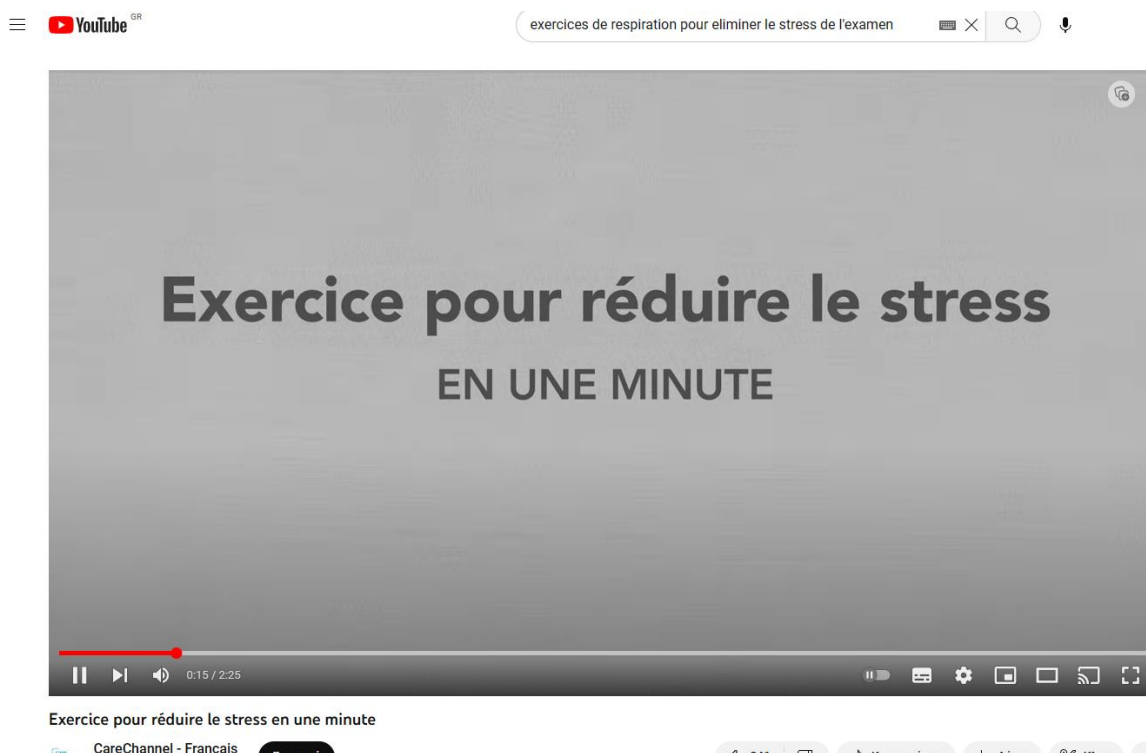 YouTube GR
exercices de respiration pour eliminer le stress de l'examen
Exercice pour réduire le stress
EN UNE MINUTE
0:15 / 2:25
Exercice pour réduire le stress en une minute
CareChannel - Français